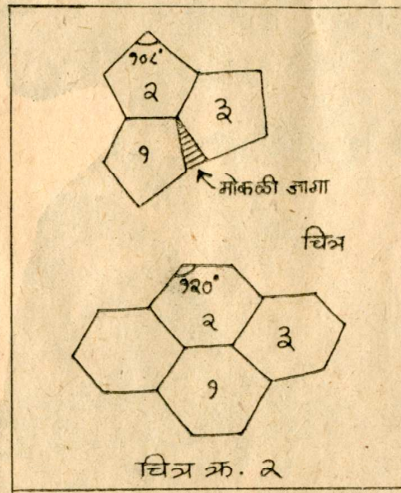 १०८°
२
३
१
मोकळी जागा
चित्र
१२०°
२
३
१
चित्र क्र. २